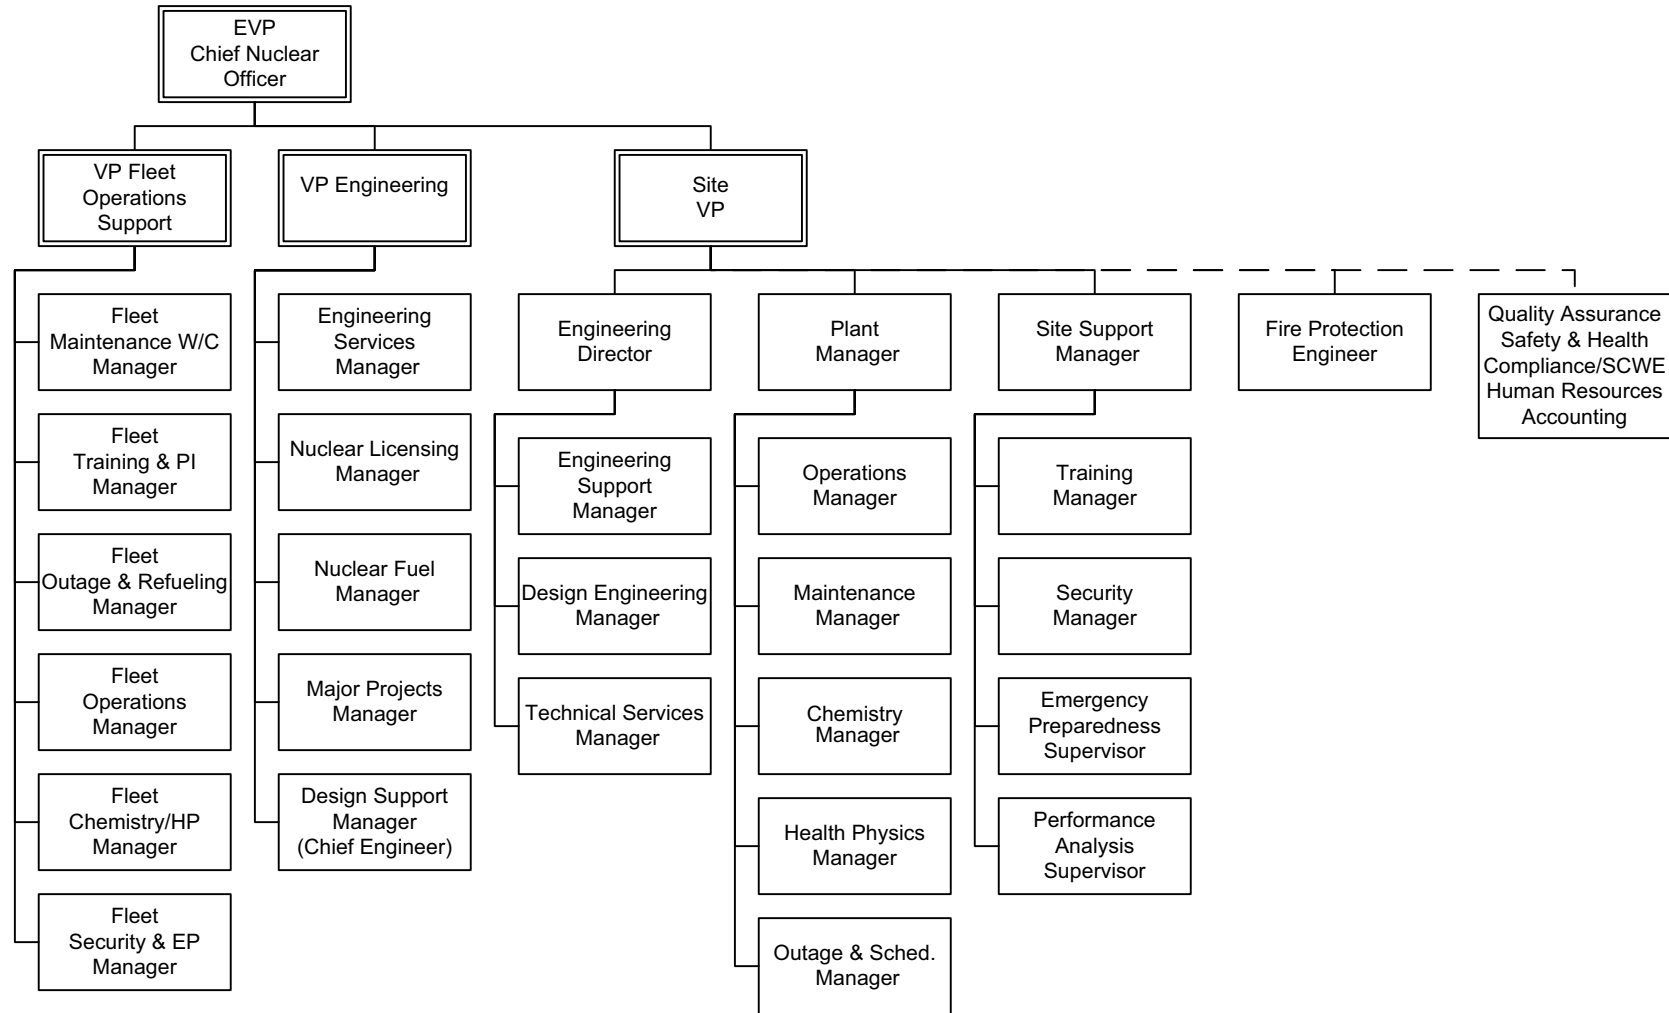 EVP
Chief Nuclear
Officer
VP Fleet
Operations
Support
VP Engineering
Site
VP
Fleet
Maintenance W/C
Manager
Fleet
Training & PI
Manager
Fleet
Outage & Refueling
Manager
Fleet
Operations
Manager
Fleet
Chemistry/HP
Manager
Fleet
Security & EP
Manager
Engineering
Services
Manager
Nuclear Licensing
Manager
Nuclear Fuel
Manager
Major Projects
Manager
Design Support
Manager
(Chief Engineer)
Engineering
Director
Engineering
Support
Manager
Design Engineering
Manager
Technical Services
Manager
Plant
Manager
Operations
Manager
Maintenance
Manager
Chemistry
Manager
Health Physics
Manager
Outage & Sched.
Manager
Site Support
Manager
Training
Manager
Security
Manager
Emergency
Preparedness
Supervisor
Performance
Analysis
Supervisor
Fire Protection
Engineer
Quality Assurance
Safety & Health
Compliance/SCWE
Human Resources
Accounting